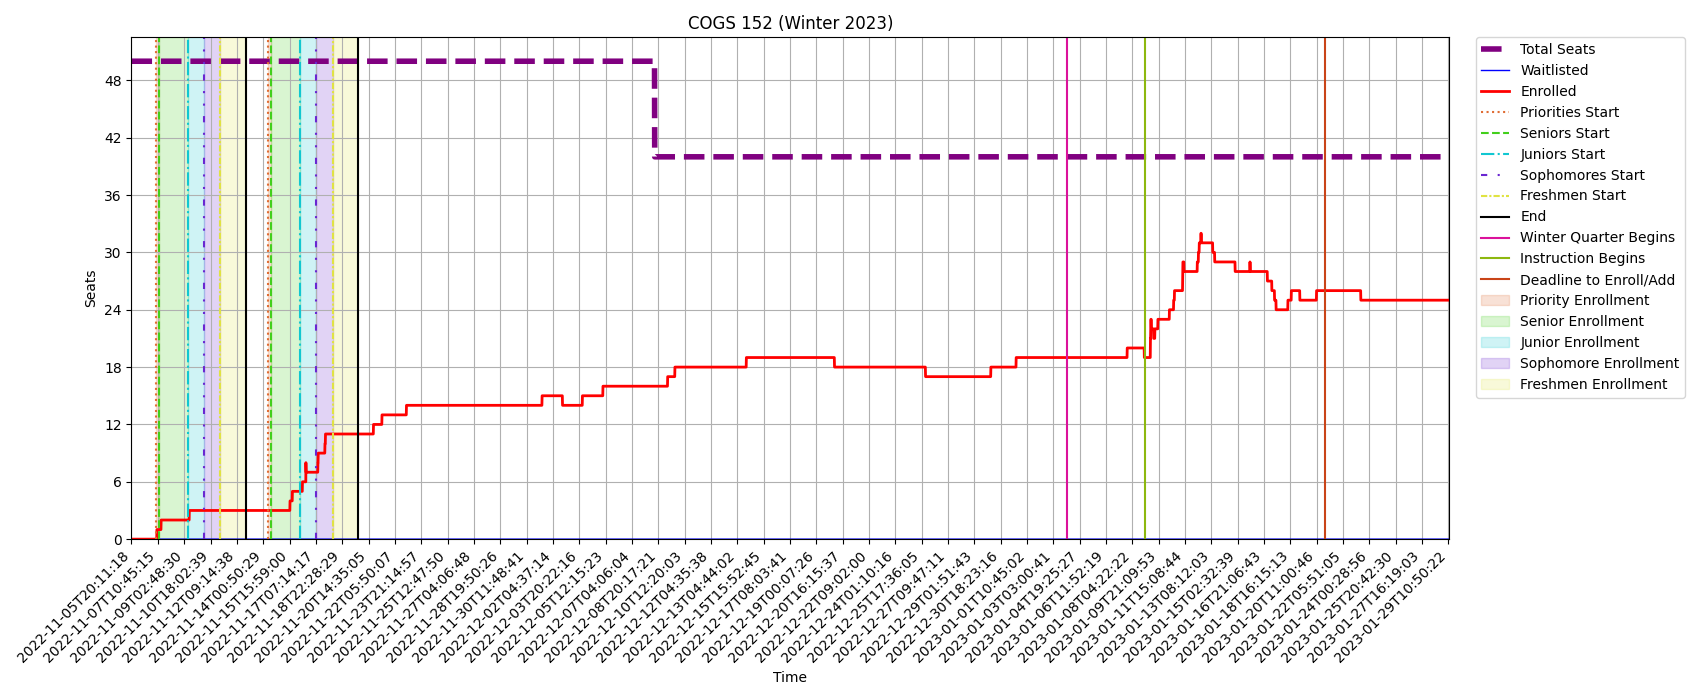 COGS 152 (Winter 2023)
Seats
48
42
36
30
24
18
12
6
0
2022-11-05T20:11:18
2022-11-07T10:45:15
2022-11-09T02:48:30
2022-11-10T18:02:39
2022-11-12T09:14:38
2022-11-14T00:50:29
2022-11-15T15:59:00
2022-11-17T07:14:17
2022-11-18T22:28:29
2022-11-20T14:35:05
2022-11-22T05:50:07
2022-11-23T21:14:57
2022-11-25T12:47:50
2022-11-27T04:06:48
2022-11-28T19:50:26
2022-11-30T11:48:41
2022-12-02T04:37:14
2022-12-03T20:22:16
2022-12-05T12:15:23
2022-12-07T04:06:04
2022-12-08T20:17:21
2022-12-10T12:20:03
2022-12-12T04:35:38
2022-12-13T04:44:02
2022-12-15T15:52:45
2022-12-17T08:03:41
2022-12-19T00:07:26
2022-12-20T16:15:37
2022-12-22T09:02:00
2022-12-24T01:10:16
2022-12-25T17:36:05
2022-12-27T09:47:11
2022-12-29T01:51:43
2022-12-30T18:23:16
2023-01-01T10:45:02
2023-01-03T03:00:41
2023-01-04T19:25:27
2023-01-06T11:52:19
2023-01-08T04:22:22
2023-01-09T21:09:53
2023-01-11T15:08:44
2023-01-13T08:12:03
2023-01-15T02:32:39
2023-01-16T21:06:43
2023-01-18T16:15:13
2023-01-20T11:00:46
2023-01-22T05:51:05
2023-01-24T00:28:56
2023-01-25T20:42:30
2023-01-27T16:19:03
2023-01-29T10:50:22
Time
Total Seats
Waitlisted
Enrolled
Priorities Start
Seniors Start
Juniors Start
Sophomores Start
Freshmen Start
End
Winter Quarter Begins
Instruction Begins
Deadline to Enroll/Add
Priority Enrollment
Senior Enrollment
Junior Enrollment
Sophomore Enrollment
Freshmen Enrollment